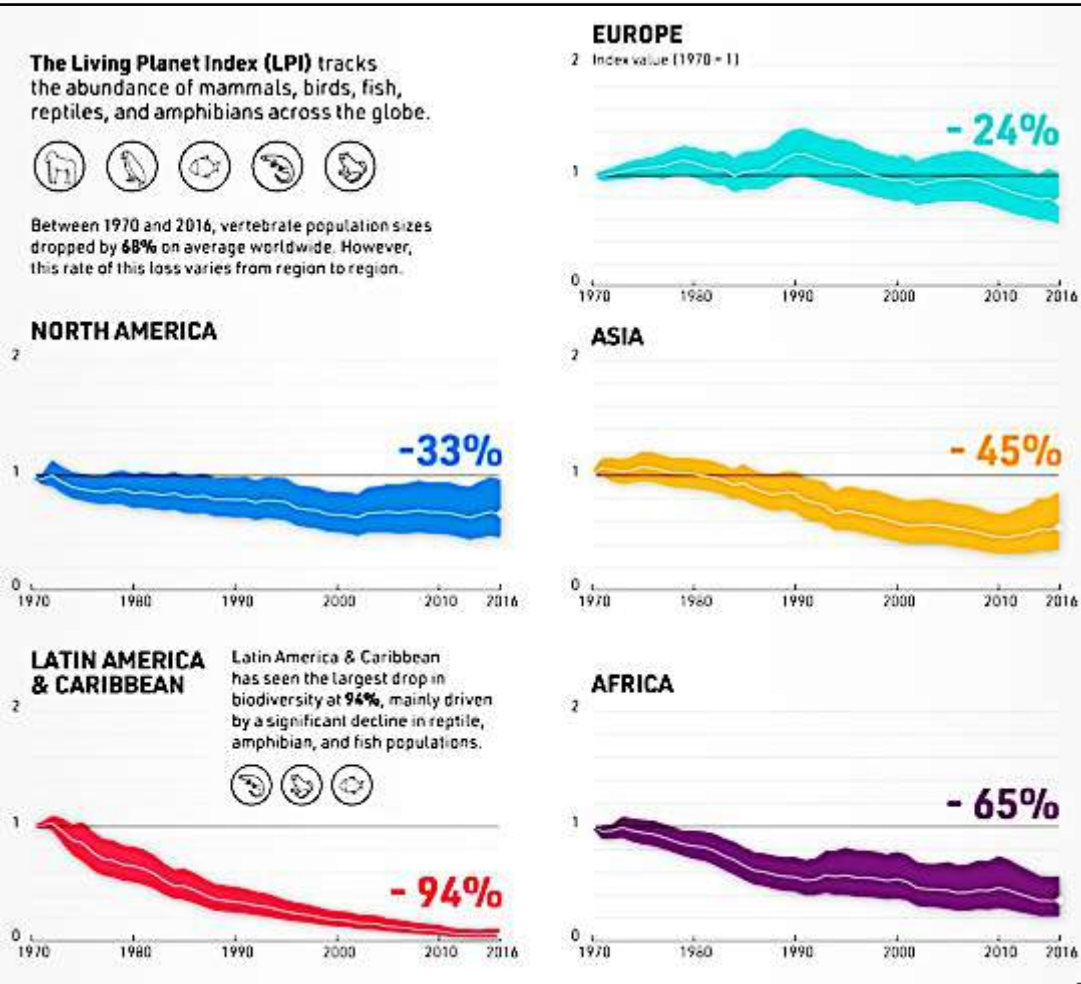 The Living Planet Index (LPI) tracks
the abundance of mammals, birds, fish,
reptiles, and amphibians across the globe.
Between 1970 and 2016, vertebrate population sizes
dropped by 68% on average worldwide. However,
this rate of this loss varies from region to region.
EUROPE
2 Index value (1970 = 1)
- 24%
1
0
1970 1980 1990 2000 2010 2016
NORTH AMERICA
2
-33%
1
0
1970 1980 1990 2000 2010 2016
ASIA
2
- 45%
1
0
1970 1980 1990 2000 2010 2016
LATIN AMERICA
& CARIBBEAN
Latin America & Caribbean
has seen the largest drop in
biodiversity at 94%, mainly driven
by a significant decline in reptile,
amphibian, and fish populations.
2
1
- 94%
0
1970 1980 1990 2000 2010 2016
AFRICA
2
- 65%
1
0
1970 1980 1990 2000 2010 2016